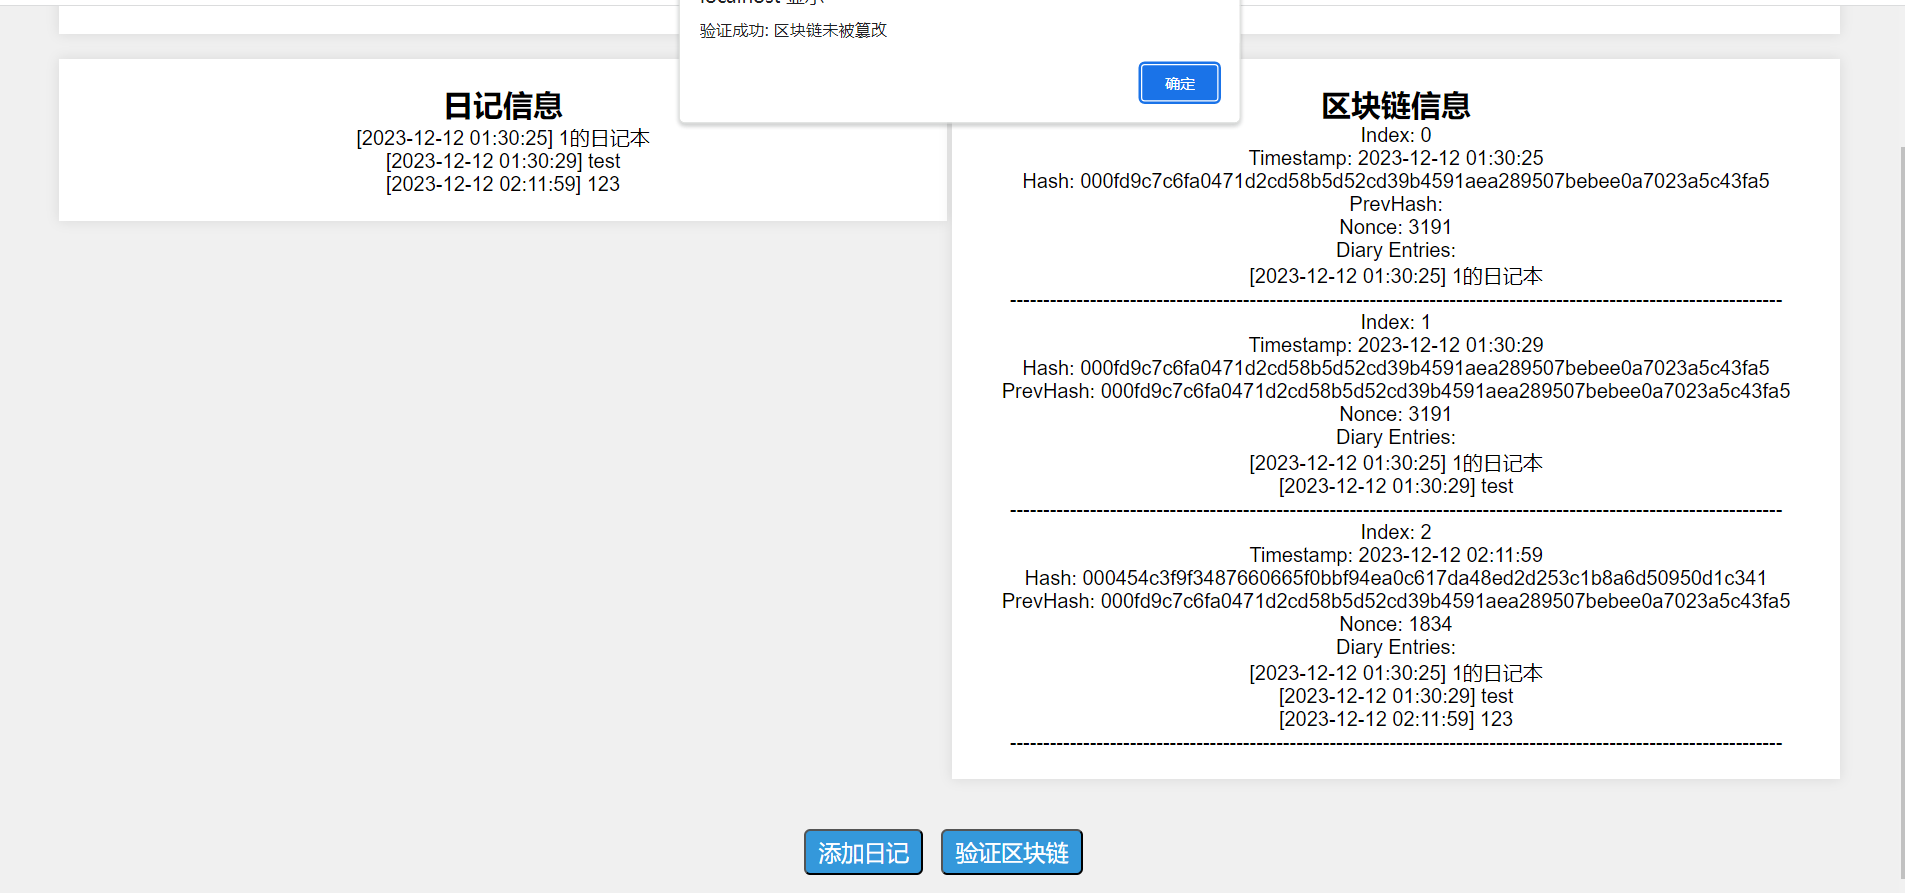 验证成功: 区块链未被篡改
确定
日记信息
[2023-12-12 01:30:25] 1的日记本
[2023-12-12 01:30:29] test
[2023-12-12 02:11:59] 123
区块链信息
Index: 0
Timestamp: 2023-12-12 01:30:25
Hash: 000fd9c7c6fa0471d2cd58b5d52cd39b4591aea289507bebee0a7023a5c43fa5
PrevHash:
Nonce: 3191
Diary Entries:
[2023-12-12 01:30:25] 1的日记本
---------------------------------------------------------------------------------------------------------------------
Index: 1
Timestamp: 2023-12-12 01:30:29
Hash: 000fd9c7c6fa0471d2cd58b5d52cd39b4591aea289507bebee0a7023a5c43fa5
PrevHash: 000fd9c7c6fa0471d2cd58b5d52cd39b4591aea289507bebee0a7023a5c43fa5
Nonce: 3191
Diary Entries:
[2023-12-12 01:30:25] 1的日记本
[2023-12-12 01:30:29] test
---------------------------------------------------------------------------------------------------------------------
Index: 2
Timestamp: 2023-12-12 02:11:59
Hash: 000454c3f9f3487660665f0bbf94ea0c617da48ed2d253c1b8a6d50950d1c341
PrevHash: 000fd9c7c6fa0471d2cd58b5d52cd39b4591aea289507bebee0a7023a5c43fa5
Nonce: 1834
Diary Entries:
[2023-12-12 01:30:25] 1的日记本
[2023-12-12 01:30:29] test
[2023-12-12 02:11:59] 123
---------------------------------------------------------------------------------------------------------------------
添加日记
验证区块链